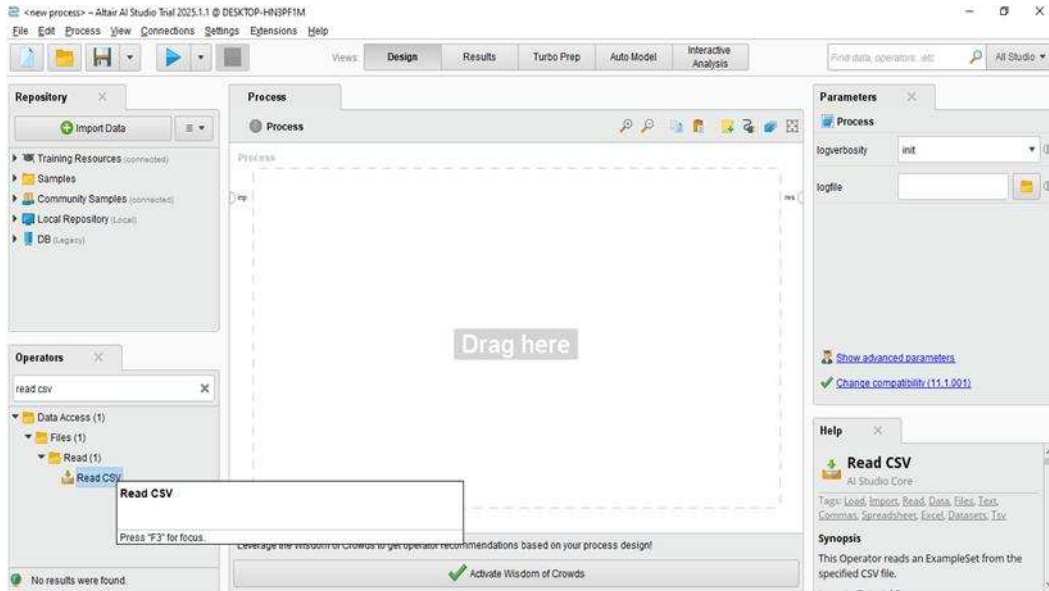 <new process> – Altair AI Studio Trial 2025.1.1 @ DESKTOP-HN3PF1M
File Edit Process View Connections Settings Extensions Help
Views: Design Results Turbo Prep Auto Model Interactive Analysis
Find data, operators...etc
All Studio
Repository
Import Data
Training Resources (connected)
Samples
Community Samples (connected)
Local Repository (Local)
DB (Legacy)
Operators
read csv
Data Access (1)
Files (1)
Read (1)
Read CSV
Read CSV
Press "F3" for focus.
No results were found.
Process
Process
Process
inp
res
Drag here
Leverage the Wisdom of Crowds to get operator recommendations based on your process design!
Activate Wisdom of Crowds
Parameters
Process
logverbosity init
logfile
Show advanced parameters
Change compatibility (11.1.001)
Help
Read CSV
AI Studio Core
Tags: Load, Import, Read, Data, Files, Text,
Commas, Spreadsheet, Excel, Datasets, Tsv
Synopsis
This Operator reads an ExampleSet from the
specified CSV file.